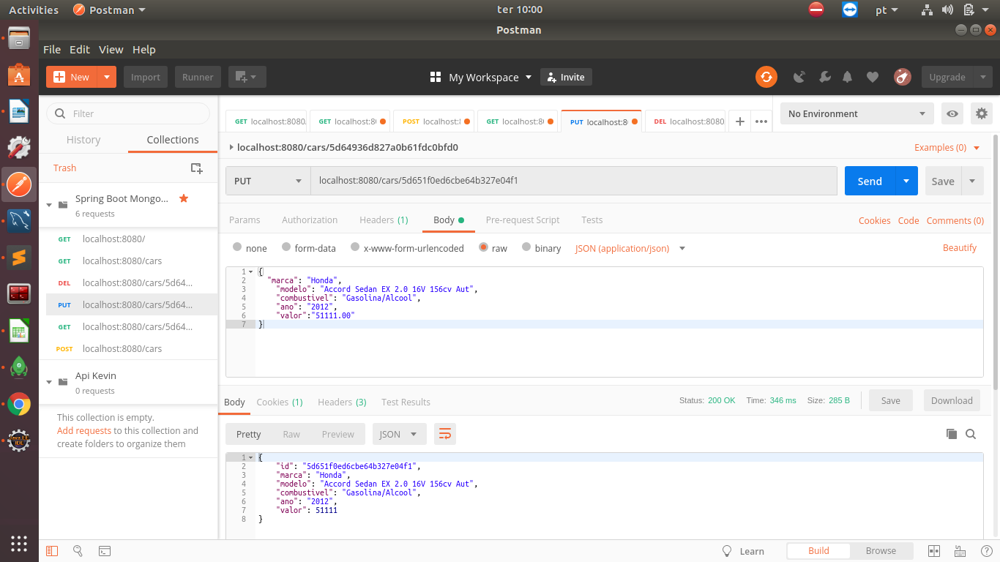 Activities Postman ter 10:00 pt
Postman
File Edit View Help
New Import Runner My Workspace Invite Upgrade
Filter
History Collections
Trash
Spring Boot Mongo...
6 requests
GET localhost:8080/
GET localhost:8080/cars
DEL localhost:8080/cars/5d64...
PUT localhost:8080/cars/5d64...
GET localhost:8080/cars/5d64...
POST localhost:8080/cars
Api Kevin
0 requests
This collection is empty.
Add requests to this collection and
create folders to organize them
GET localhost:8080/ GET localhost:8 POST localhost: GET localhost:8 PUT localhost:8 DEL localhost:8080 + ••• No Environment
localhost:8080/cars/5d64936d827a0b61fdc0bfd0 Examples (0)
PUT localhost:8080/cars/5d651f0ed6cbe64b327e04f1 Send Save
Params Authorization Headers (1) Body Pre-request Script Tests Cookies Code Comments (0)
none form-data x-www-form-urlencoded raw binary JSON (application/json) Beautify
1 {
2 "marca": "Honda",
3 "modelo": "Accord Sedan EX 2.0 16V 156cv Aut",
4 "combustivel": "Gasolina/Alcool",
5 "ano": "2012",
6 "valor":"51111.00"
7 }
Body Cookies (1) Headers (3) Test Results Status: 200 OK Time: 346 ms Size: 285 B Save Download
Pretty Raw Preview JSON
1 {
2 "id": "5d651f0ed6cbe64b327e04f1",
3 "marca": "Honda",
4 "modelo": "Accord Sedan EX 2.0 16V 156cv Aut",
5 "combustivel": "Gasolina/Alcool",
6 "ano": "2012",
7 "valor": 51111
8 }
Learn Build Browse